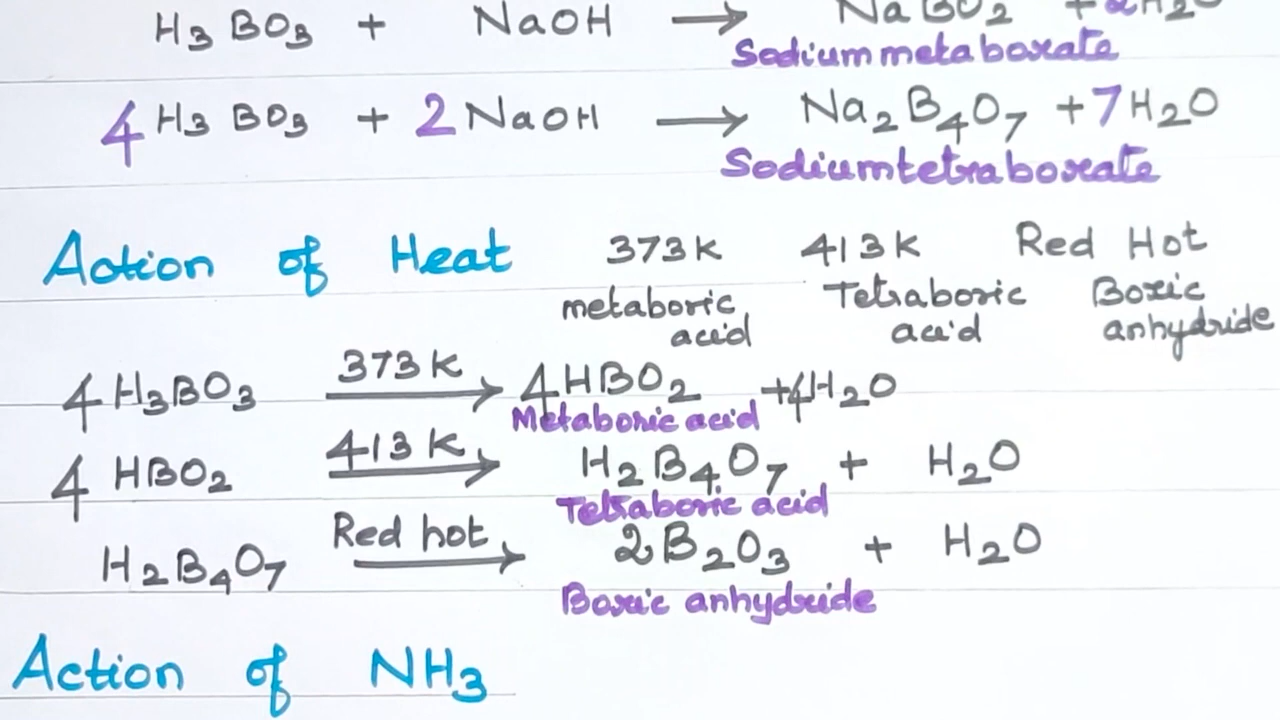 H₃BO₃ + NaOH → NaBO₂ + 2H₂O
Sodium metaborate
4 H₃BO₃ + 2 NaOH → Na₂B₄O₇ + 7H₂O
Sodiumtetraborate
Action of Heat 373K 413K Red Hot
metaboric acid Tetraboric acid Boric anhydride
4 H₃BO₃ 373K → 4HBO₂ + 4H₂O
Metaboric acid
4 HBO₂ 413K → H₂B₄O₇ + H₂O
Tetraboric acid
H₂B₄O₇ Red hot → 2B₂O₃ + H₂O
Boric anhydride
Action of NH₃